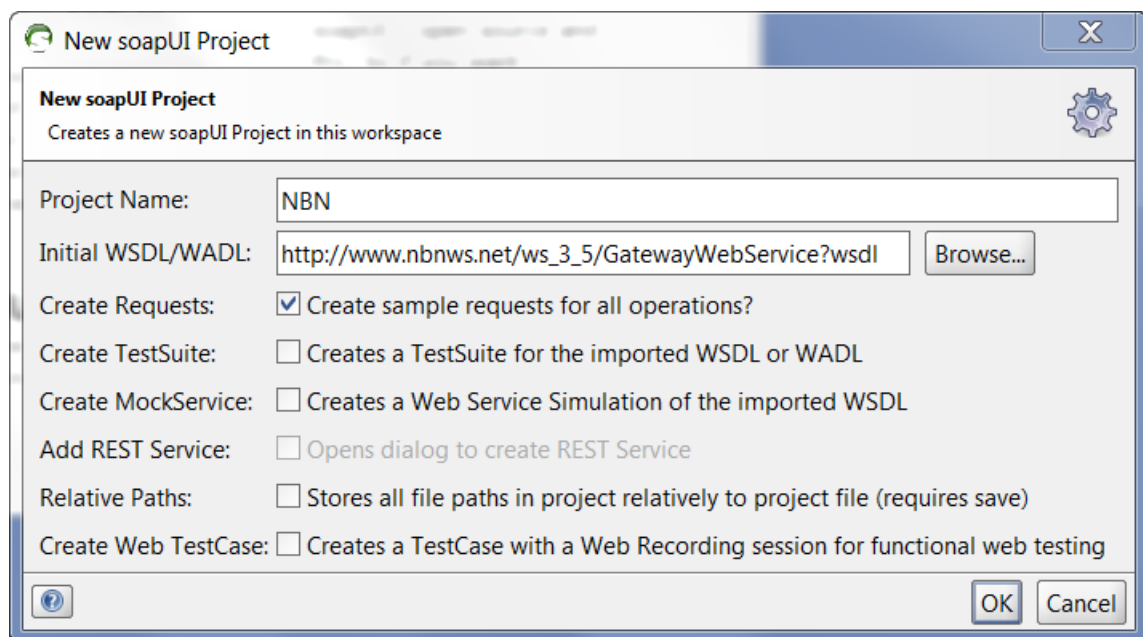 New soapUI Project
New soapUI Project
Creates a new soapUI Project in this workspace
Project Name: NBN
Initial WSDL/WADL: http://www.nbnws.net/ws_3_5/GatewayWebService?wsdl Browse...
Create Requests: Create sample requests for all operations?
Create TestSuite: Creates a TestSuite for the imported WSDL or WADL
Create MockService: Creates a Web Service Simulation of the imported WSDL
Add REST Service: Opens dialog to create REST Service
Relative Paths: Stores all file paths in project relatively to project file (requires save)
Create Web TestCase: Creates a TestCase with a Web Recording session for functional web testing
OK Cancel